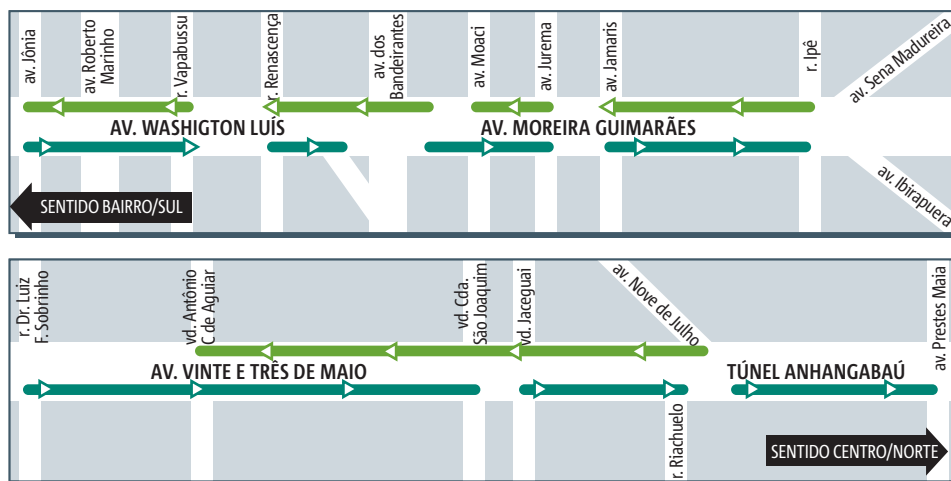 av. Jônia
av. Roberto
Marinho
r. Vapabussu
r. Renascença
av. dos
Bandeirantes
av. Moaci
av. Jurema
av. Jamaris
r. Ipê
av. Sena Madureira
AV. WASHIGTON LUÍS
AV. MOREIRA GUIMARÃES
SENTIDO BAIRRO/SUL
av. Ibirapuera
r. Dr. Luiz
F. Sobrinho
vd. Antônio
C de Aguiar
vd. Cda.
São Joaquim
vd. Jaceguai
av. Nove de Julho
av. Prestes Maia
AV. VINTE E TRÊS DE MAIO
TÚNEL ANHANGABAÚ
r. Riachuelo
SENTIDO CENTRO/NORTE